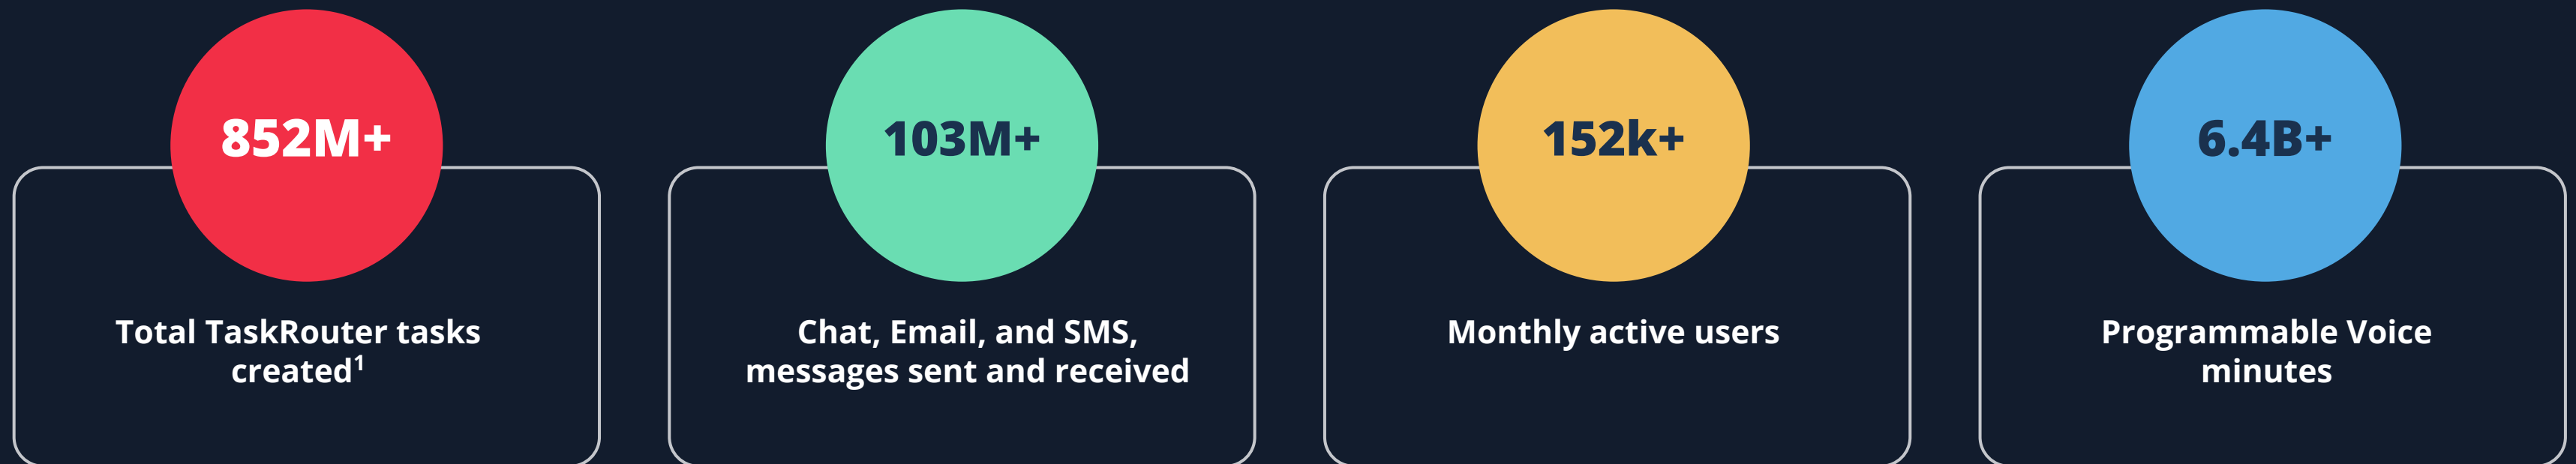 852M+
Total TaskRouter tasks
created¹
103M+
Chat, Email, and SMS,
messages sent and received
152k+
Monthly active users
6.4B+
Programmable Voice
minutes